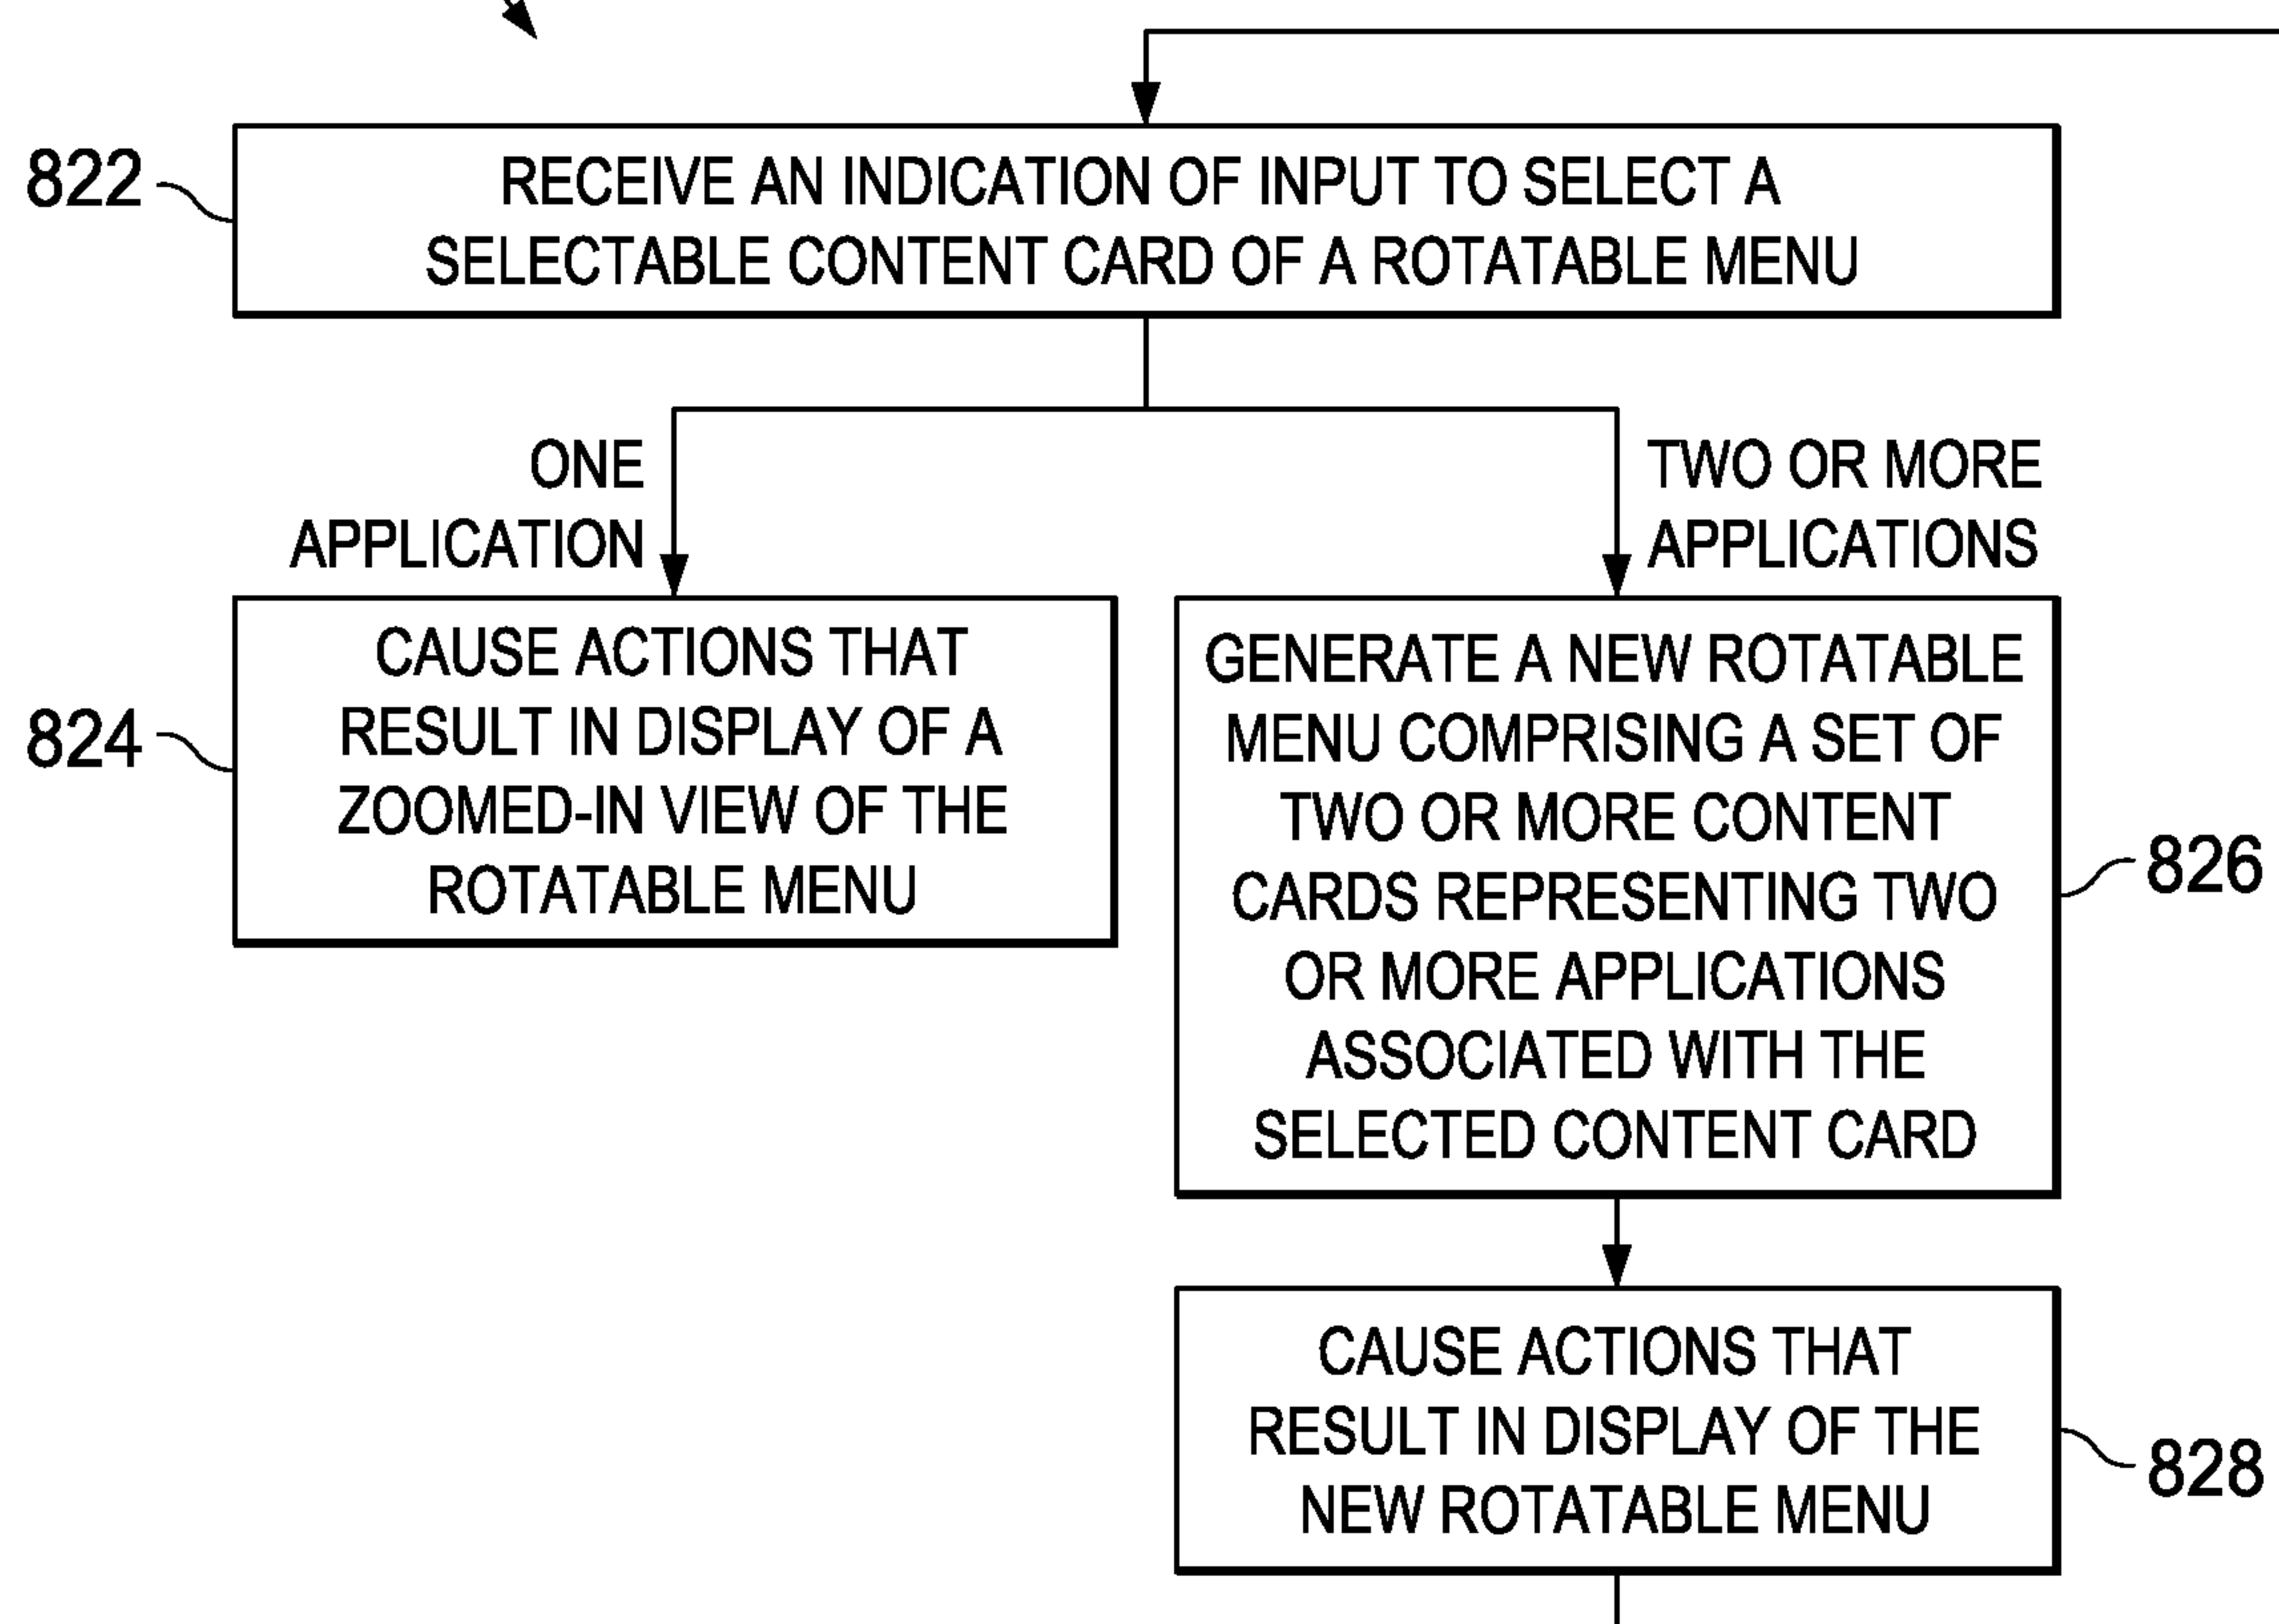 822
RECEIVE AN INDICATION OF INPUT TO SELECT A
SELECTABLE CONTENT CARD OF A ROTATABLE MENU
ONE
APPLICATION
TWO OR MORE
APPLICATIONS
824
CAUSE ACTIONS THAT
RESULT IN DISPLAY OF A
ZOOMED-IN VIEW OF THE
ROTATABLE MENU
GENERATE A NEW ROTATABLE
MENU COMPRISING A SET OF
TWO OR MORE CONTENT
CARDS REPRESENTING TWO
OR MORE APPLICATIONS
ASSOCIATED WITH THE
SELECTED CONTENT CARD
826
CAUSE ACTIONS THAT
RESULT IN DISPLAY OF THE
NEW ROTATABLE MENU
828